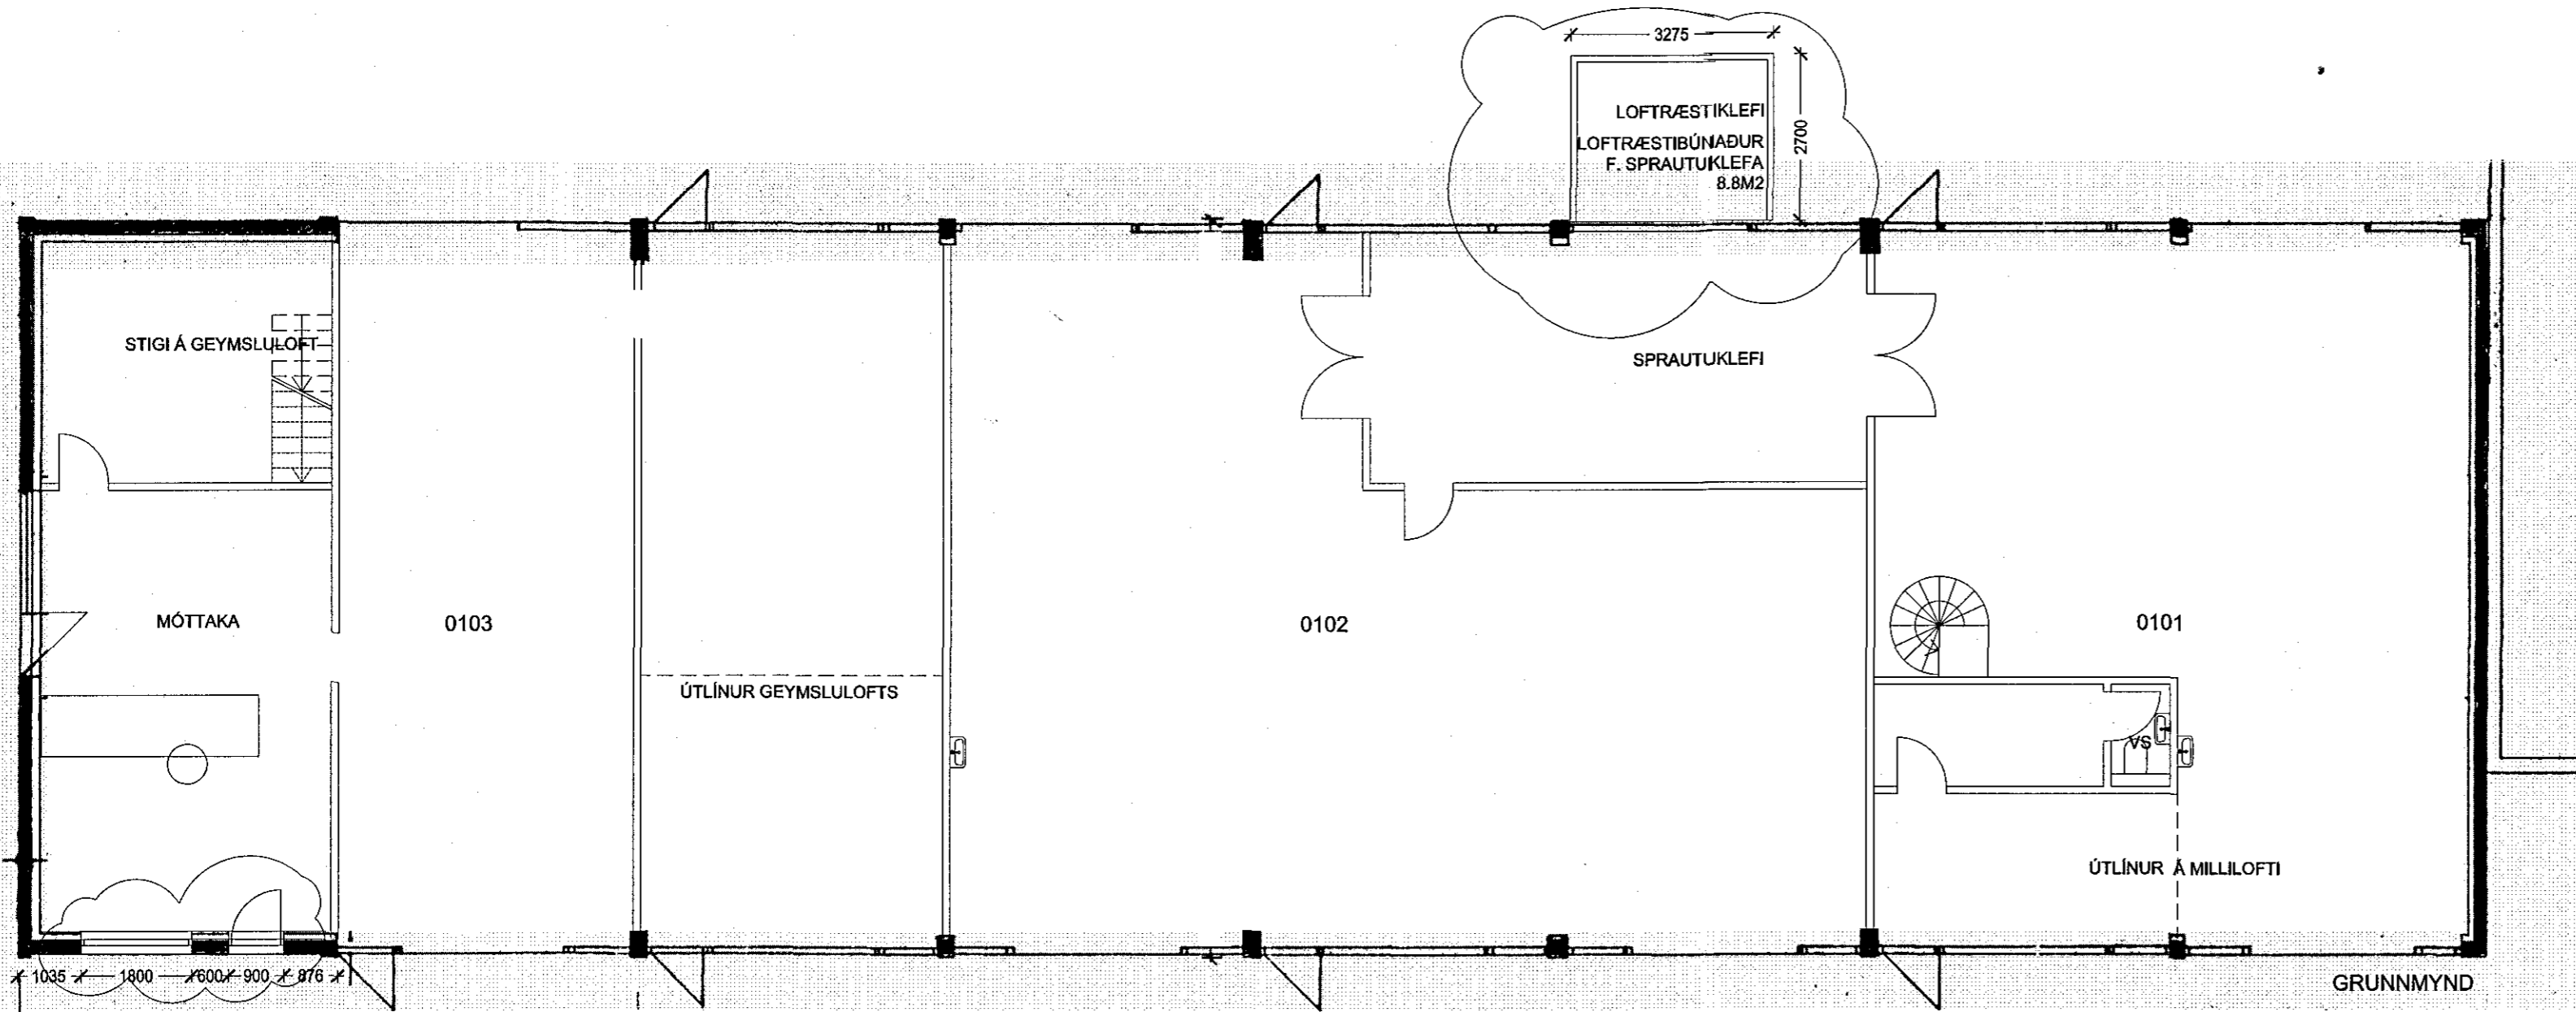 3275
LOFTRÆSTIKLEFI
LOFTRÆSTIBÚNAÐUR
F. SPRAUTUKLEFA
8.8M2
2700
STIGI Á GEYMSLULOFT
SPRAUTUKLEFI
MÓTTAKA
0103
0102
0101
ÚTLÍNUR GEYMSLULOFTS
VS
ÚTLÍNUR Á MILLILOFTI
1035 1800 600 900 876
GRUNNMYND